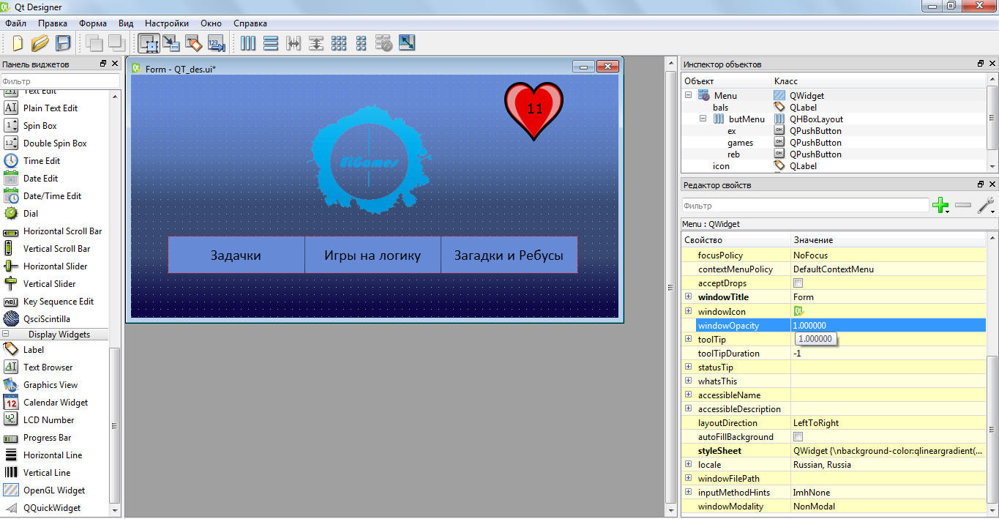 Qt Designer
Файл Правка Форма Вид Настройки Окно Справка
123
Панель виджетов
Фильтр
Text Edit
Plain Text Edit
Spin Box
Double Spin Box
Time Edit
Date Edit
Date/Time Edit
Dial
Horizontal Scroll Bar
Vertical Scroll Bar
Horizontal Slider
Vertical Slider
Key Sequence Edit
QsciScintilla
Display Widgets
Label
Text Browser
Graphics View
Calendar Widget
LCD Number
Progress Bar
Horizontal Line
Vertical Line
OpenGL Widget
QQuickWidget
Form - QT_des.ui*
11
ElGames
Задачки Игры на логику Загадки и Ребусы
Инспектор объектов
Объект Класс
Menu QWidget
bals QLabel
butMenu QHBoxLayout
ex QPushButton
games QPushButton
reb QPushButton
icon QLabel
Редактор свойств
Фильтр
Menu : QWidget
Свойство Значение
focusPolicy NoFocus
contextMenuPolicy DefaultContextMenu
acceptDrops
windowTitle Form
windowIcon
windowOpacity 1.000000
toolTip 1.000000
toolTipDuration -1
statusTip
whatsThis
accessibleName
accessibleDescription
layoutDirection LeftToRight
autoFillBackground
styleSheet QWidget {\nbackground-color:qlineargradient(...
locale Russian, Russia
windowFilePath
inputMethodHints ImhNone
windowModality NonModal